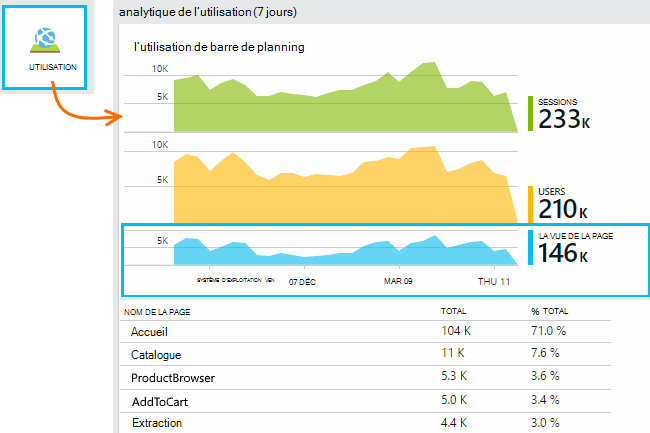 analytique de l'utilisation (7 jours)
UTILISATION
l'utilisation de barre de planning
10K
5K
SESSIONS
233K
10K
5K
USERS
210K
5K
LA VUE DE LA PAGE
146K
SYSTÈME D'EXPLOITATION VEN 07 DÉC MAR 09 THU 11
NOM DE LA PAGE TOTAL % TOTAL
Accueil 104 K 71.0 %
Catalogue 11 K 7.6 %
ProductBrowser 5.3 K 3.6 %
AddToCart 5.0 K 3.4 %
Extraction 4.4 K 3.0 %